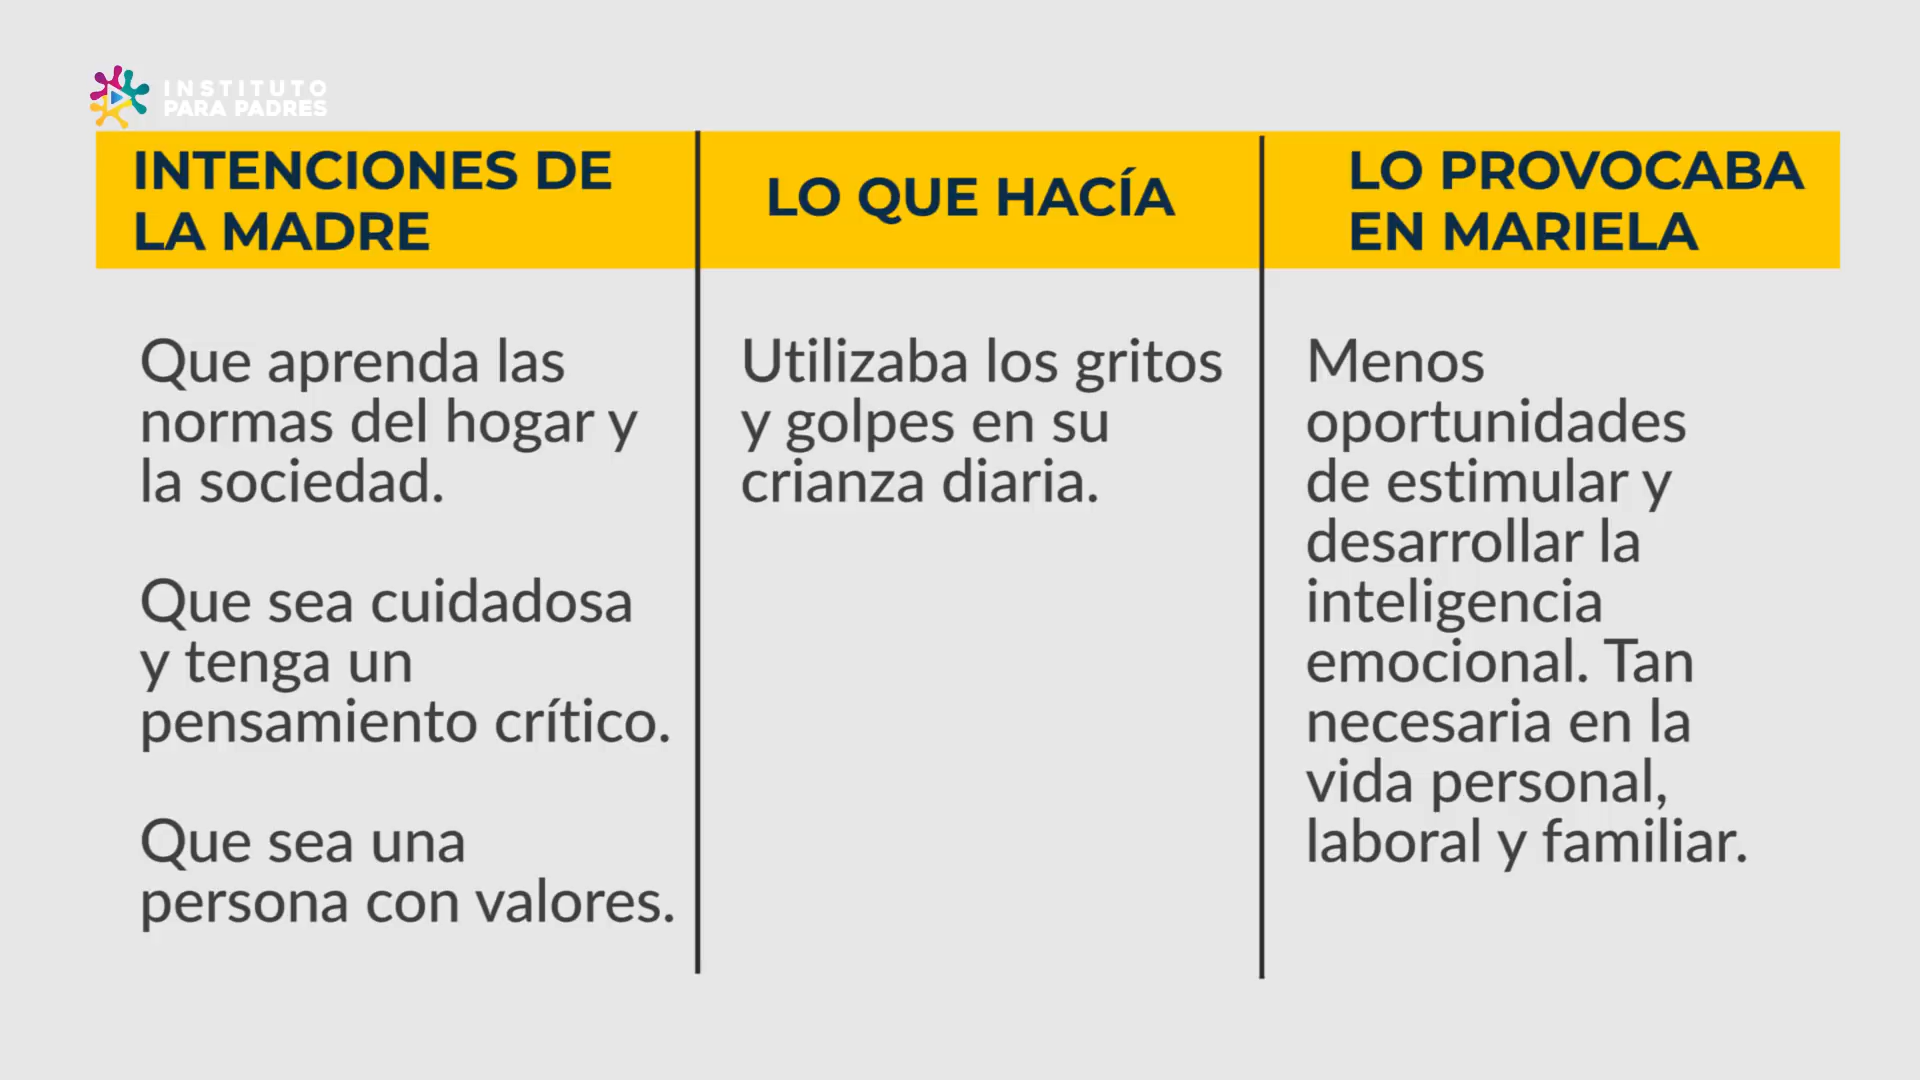 INSTITUTO
PARA PADRES
INTENCIONES DE
LA MADRE
LO QUE HACÍA
LO PROVOCABA
EN MARIELA
Que aprenda las
normas del hogar y
la sociedad.
Que sea cuidadosa
y tenga un
pensamiento crítico.
Que sea una
persona con valores.
Utilizaba los gritos
y golpes en su
crianza diaria.
Menos
oportunidades
de estimular y
desarrollar la
inteligencia
emocional. Tan
necesaria en la
vida personal,
laboral y familiar.